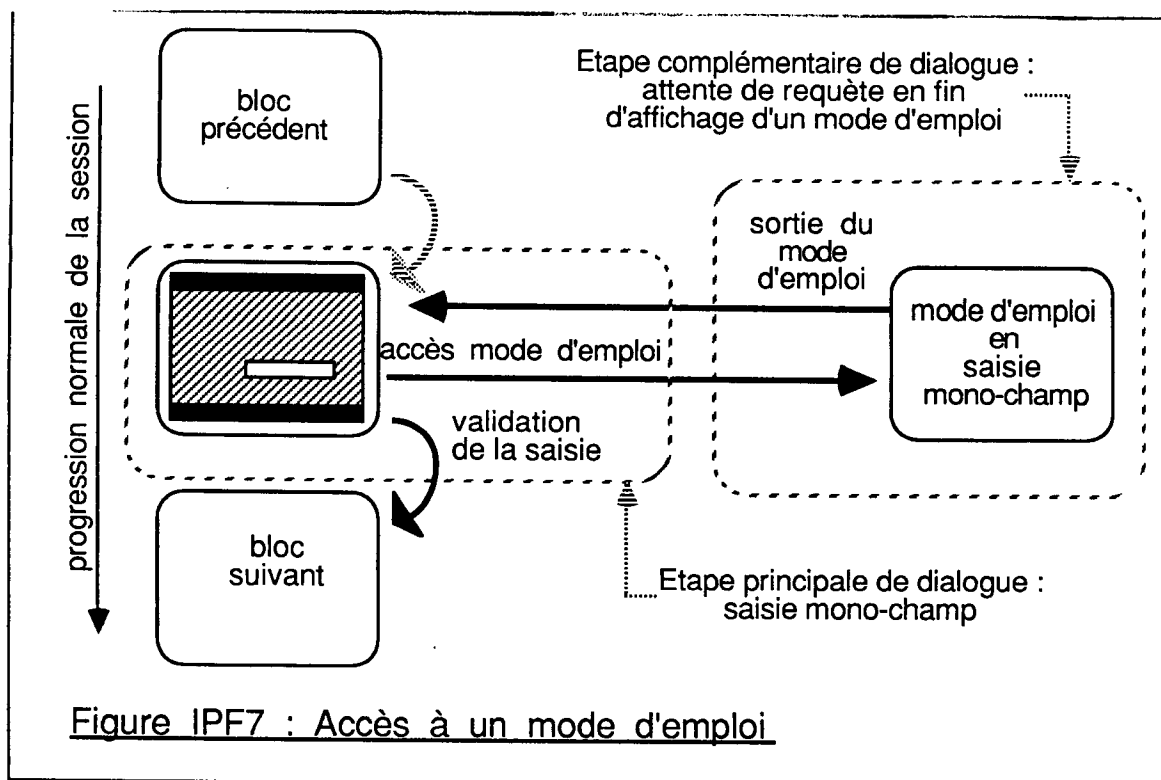 bloc
précédent
Etape complémentaire de dialogue :
attente de requète en fin
d'affichage d'un mode d'emploi
progression normale de la session
sortie du
mode
d'emploi
mode d'emploi
en
saisie
mono-champ
accès mode d'emploi
validation
de la saisie
bloc
suivant
Etape principale de dialogue :
saisie mono-champ
Figure IPF7 : Accès à un mode d'emploi